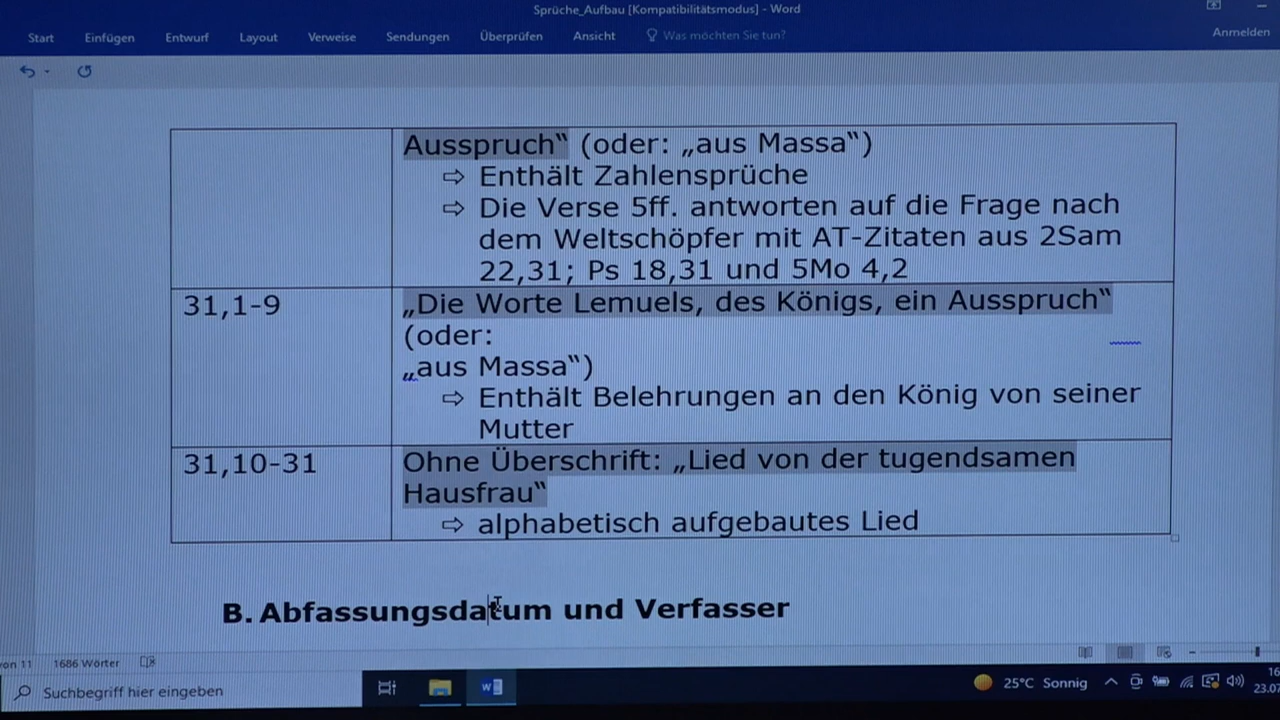 Sprüche_Aufbau [Kompatibilitätsmodus] - Word
Start Einfügen Entwurf Layout Verweise Sendungen Überprüfen Ansicht Was möchten Sie tun? Anmelden
Ausspruch“ (oder: „aus Massa“)
⇨ Enthält Zahlensprüche
⇨ Die Verse 5ff. antworten auf die Frage nach
dem Weltschöpfer mit AT-Zitaten aus 2Sam
22,31; Ps 18,31 und 5Mo 4,2
31,1-9 „Die Worte Lemuels, des Königs, ein Ausspruch“
(oder:
„aus Massa“)
⇨ Enthält Belehrungen an den König von seiner
Mutter
31,10-31 Ohne Überschrift: „Lied von der tugendsamen
Hausfrau“
⇨ alphabetisch aufgebautes Lied
B. Abfassungsdatum und Verfasser
von 11 1686 Wörter
Suchbegriff hier eingeben 25°C Sonnig